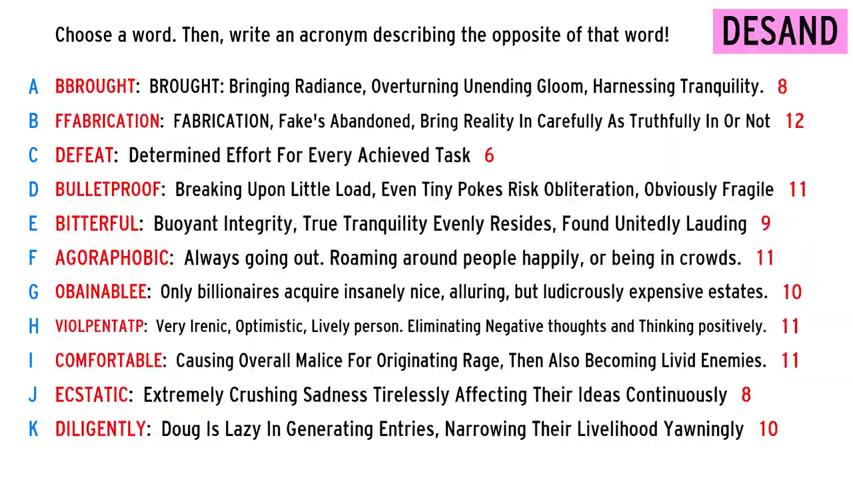 Choose a word. Then, write an acronym describing the opposite of that word! DESAND
A BBROUGHT: BROUGHT: Bringing Radiance, Overturning Unending Gloom, Harnessing Tranquility. 8
B FFABRICATION: FABRICATION, Fake's Abandoned, Bring Reality In Carefully As Truthfully In Or Not 12
C DEFEAT: Determined Effort For Every Achieved Task 6
D BULLETPROOF: Breaking Upon Little Load, Even Tiny Pokes Risk Obliteration, Obviously Fragile 11
E BITTERFUL: Buoyant Integrity, True Tranquility Evenly Resides, Found Unitedly Lauding 9
F AGORAPHOBIC: Always going out. Roaming around people happily, or being in crowds. 11
G OBAINABLEE: Only billionaires acquire insanely nice, alluring, but ludicrously expensive estates. 10
H VIOLPENTATP: Very Irenic, Optimistic, Lively person. Eliminating Negative thoughts and Thinking positively. 11
I COMFORTABLE: Causing Overall Malice For Originating Rage, Then Also Becoming Livid Enemies. 11
J ECSTATIC: Extremely Crushing Sadness Tirelessly Affecting Their Ideas Continuously 8
K DILIGENTLY: Doug Is Lazy In Generating Entries, Narrowing Their Livelihood Yawningly 10